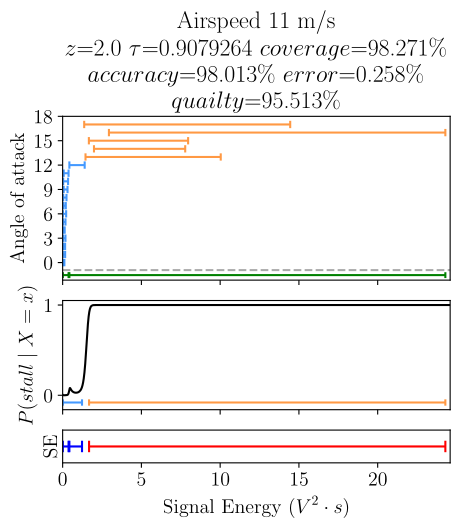 Airspeed 11 m/s
z=2.0 τ=0.9079264 coverage=98.271%
accuracy=98.013% error=0.258%
quailty=95.513%
18
15
12
9
6
3
0
Angle of attack
1
0
P(stall | X = x)
SE
0 5 10 15 20
Signal Energy (V² · s)